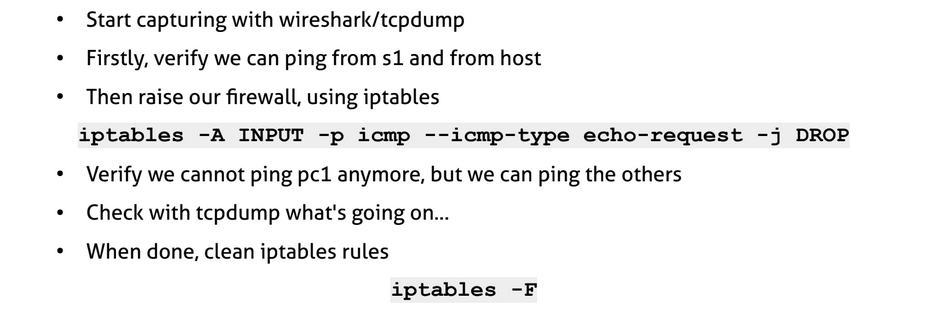 • Start capturing with wireshark/tcpdump
• Firstly, verify we can ping from s1 and from host
• Then raise our firewall, using iptables
iptables -A INPUT -p icmp --icmp-type echo-request -j DROP
• Verify we cannot ping pc1 anymore, but we can ping the others
• Check with tcpdump what's going on...
• When done, clean iptables rules
iptables -F